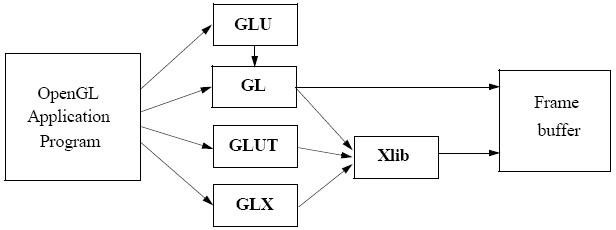 GLU
OpenGL
Application
Program
GL
GLUT
GLX
Xlib
Frame
buffer